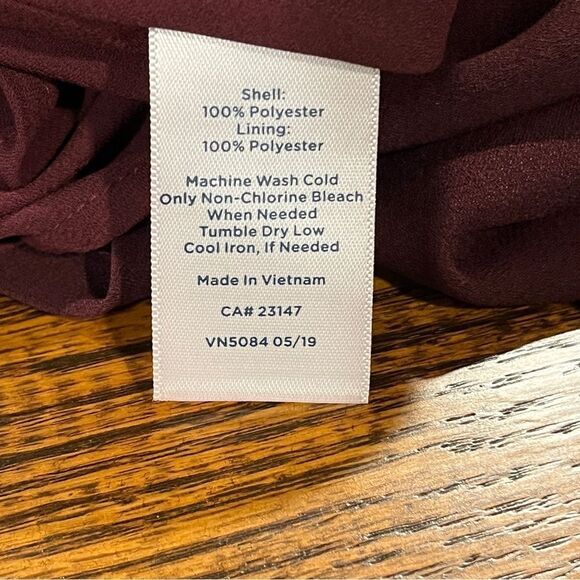 Shell:
100% Polyester
Lining:
100% Polyester
Machine Wash Cold
Only Non-Chlorine Bleach
When Needed
Tumble Dry Low
Cool Iron, If Needed
Made In Vietnam
CA# 23147
VN5084 05/19